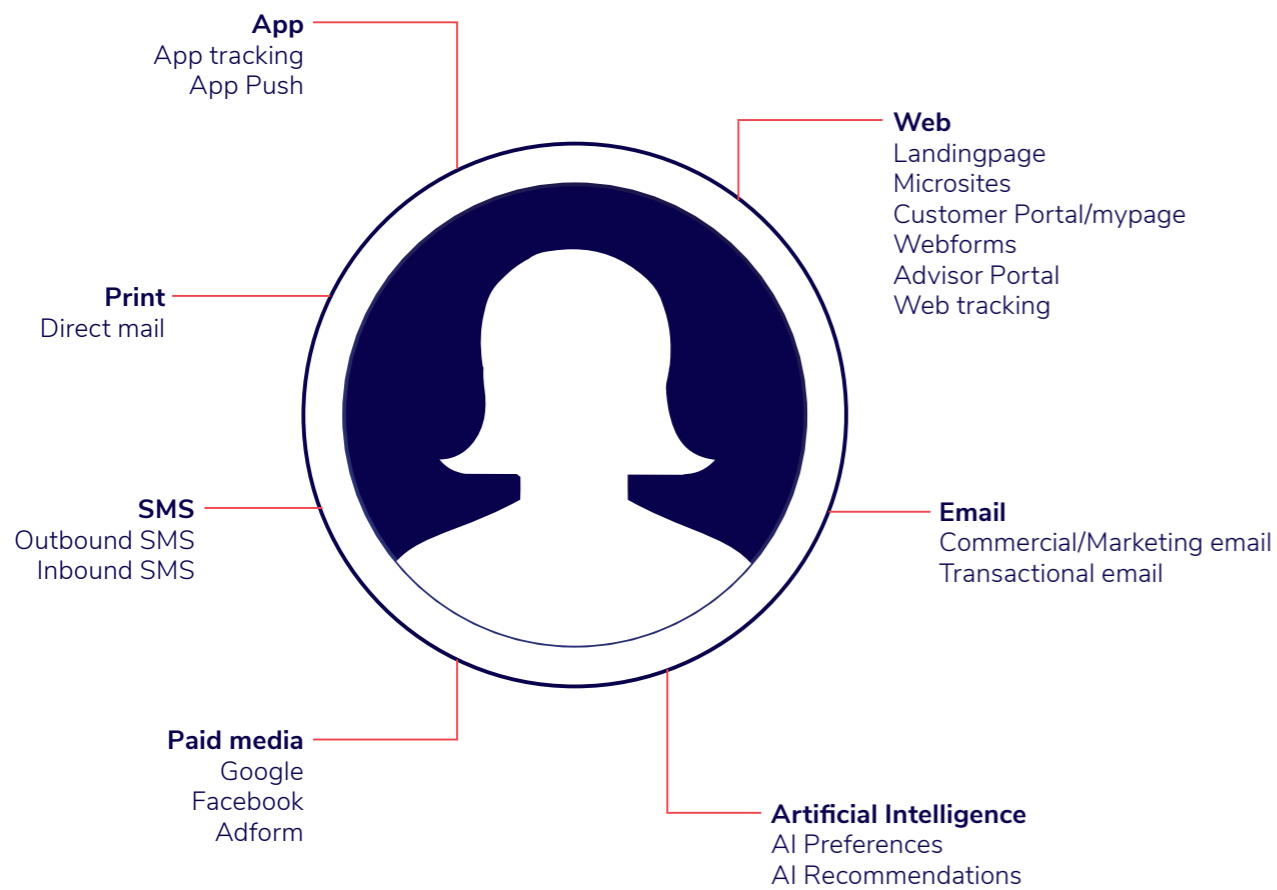 App
App tracking
App Push
Web
Landingpage
Microsites
Customer Portal/mypage
Webforms
Advisor Portal
Web tracking
Print
Direct mail
SMS
Outbound SMS
Inbound SMS
Email
Commercial/Marketing email
Transactional email
Paid media
Google
Facebook
Adform
Artificial Intelligence
AI Preferences
AI Recommendations